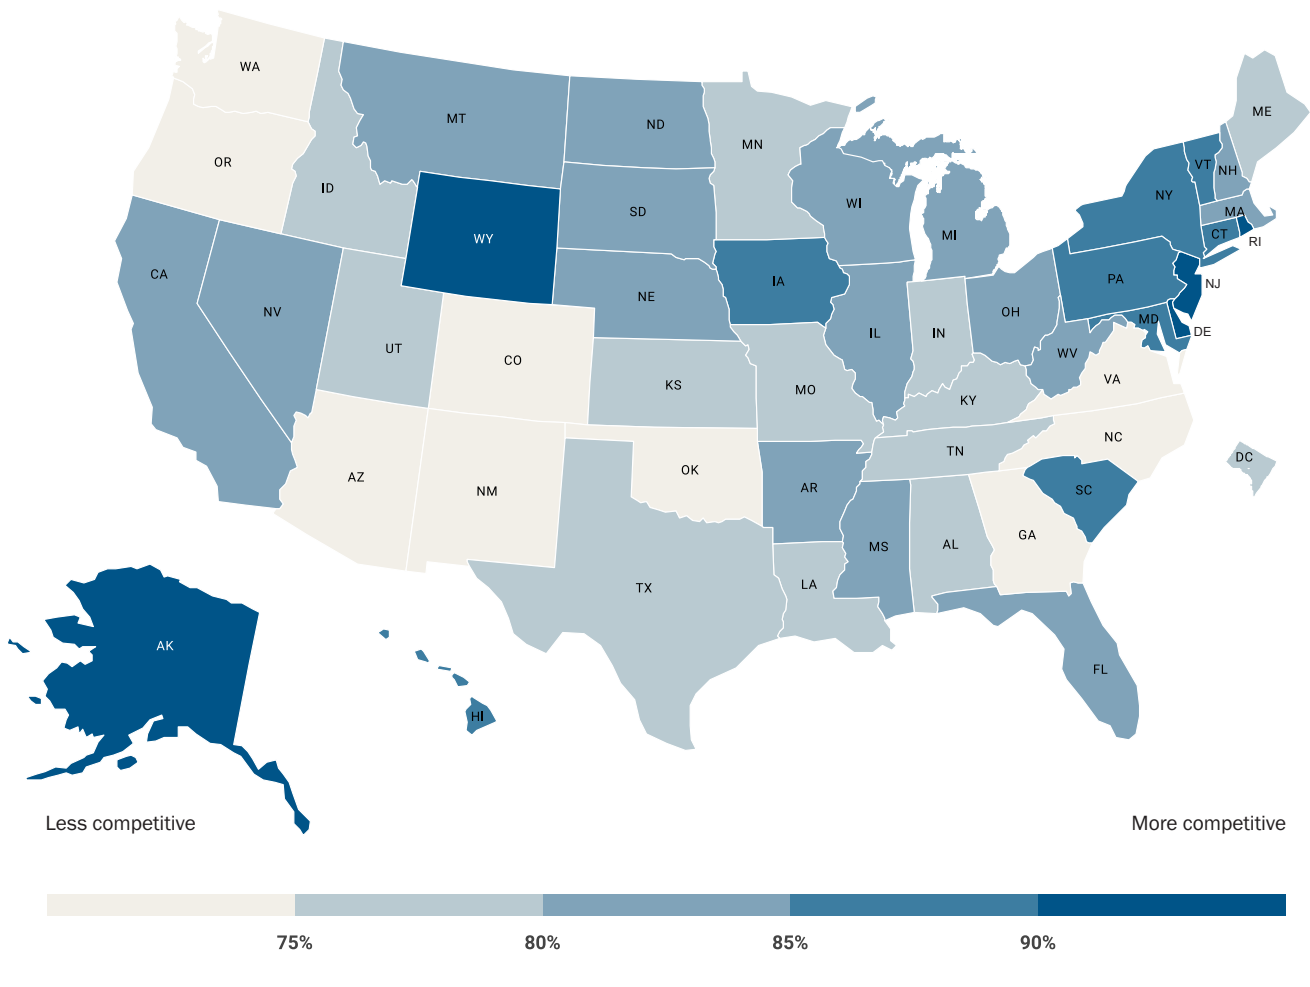 WA
ME
MT
ND
MN
OR
VT
NH
ID
NY
WI
SD
MA
WY
MI
CT
RI
CA
IA
PA
NJ
NE
NV
OH
MD
DE
IL
IN
UT
WV
CO
VA
KS
MO
KY
NC
TN
DC
OK
AZ
AR
NM
SC
GA
AL
MS
LA
TX
AK
FL
HI
Less competitive
More competitive
75%
80%
85%
90%